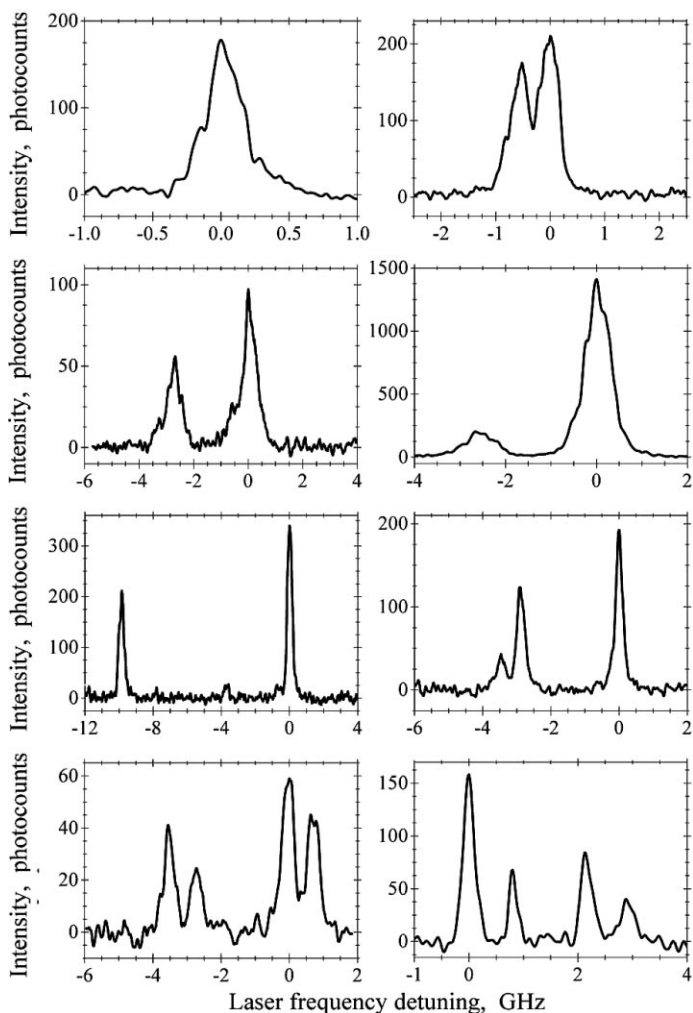 Intensity, photocounts
200
100
0
-1.0 -0.5 0.0 0.5 1.0
200
100
0
-2 -1 0 1 2
Intensity, photocounts
100
50
0
-6 -4 -2 0 2 4
1500
1000
500
0
-4 -2 0 2
Intensity, photocounts
300
200
100
0
-12 -8 -4 0 4
200
100
0
-6 -4 -2 0 2
Intensity, photocounts
60
40
20
0
-6 -4 -2 0 2
150
100
50
0
-1 0 2 4
Laser frequency detuning, GHz